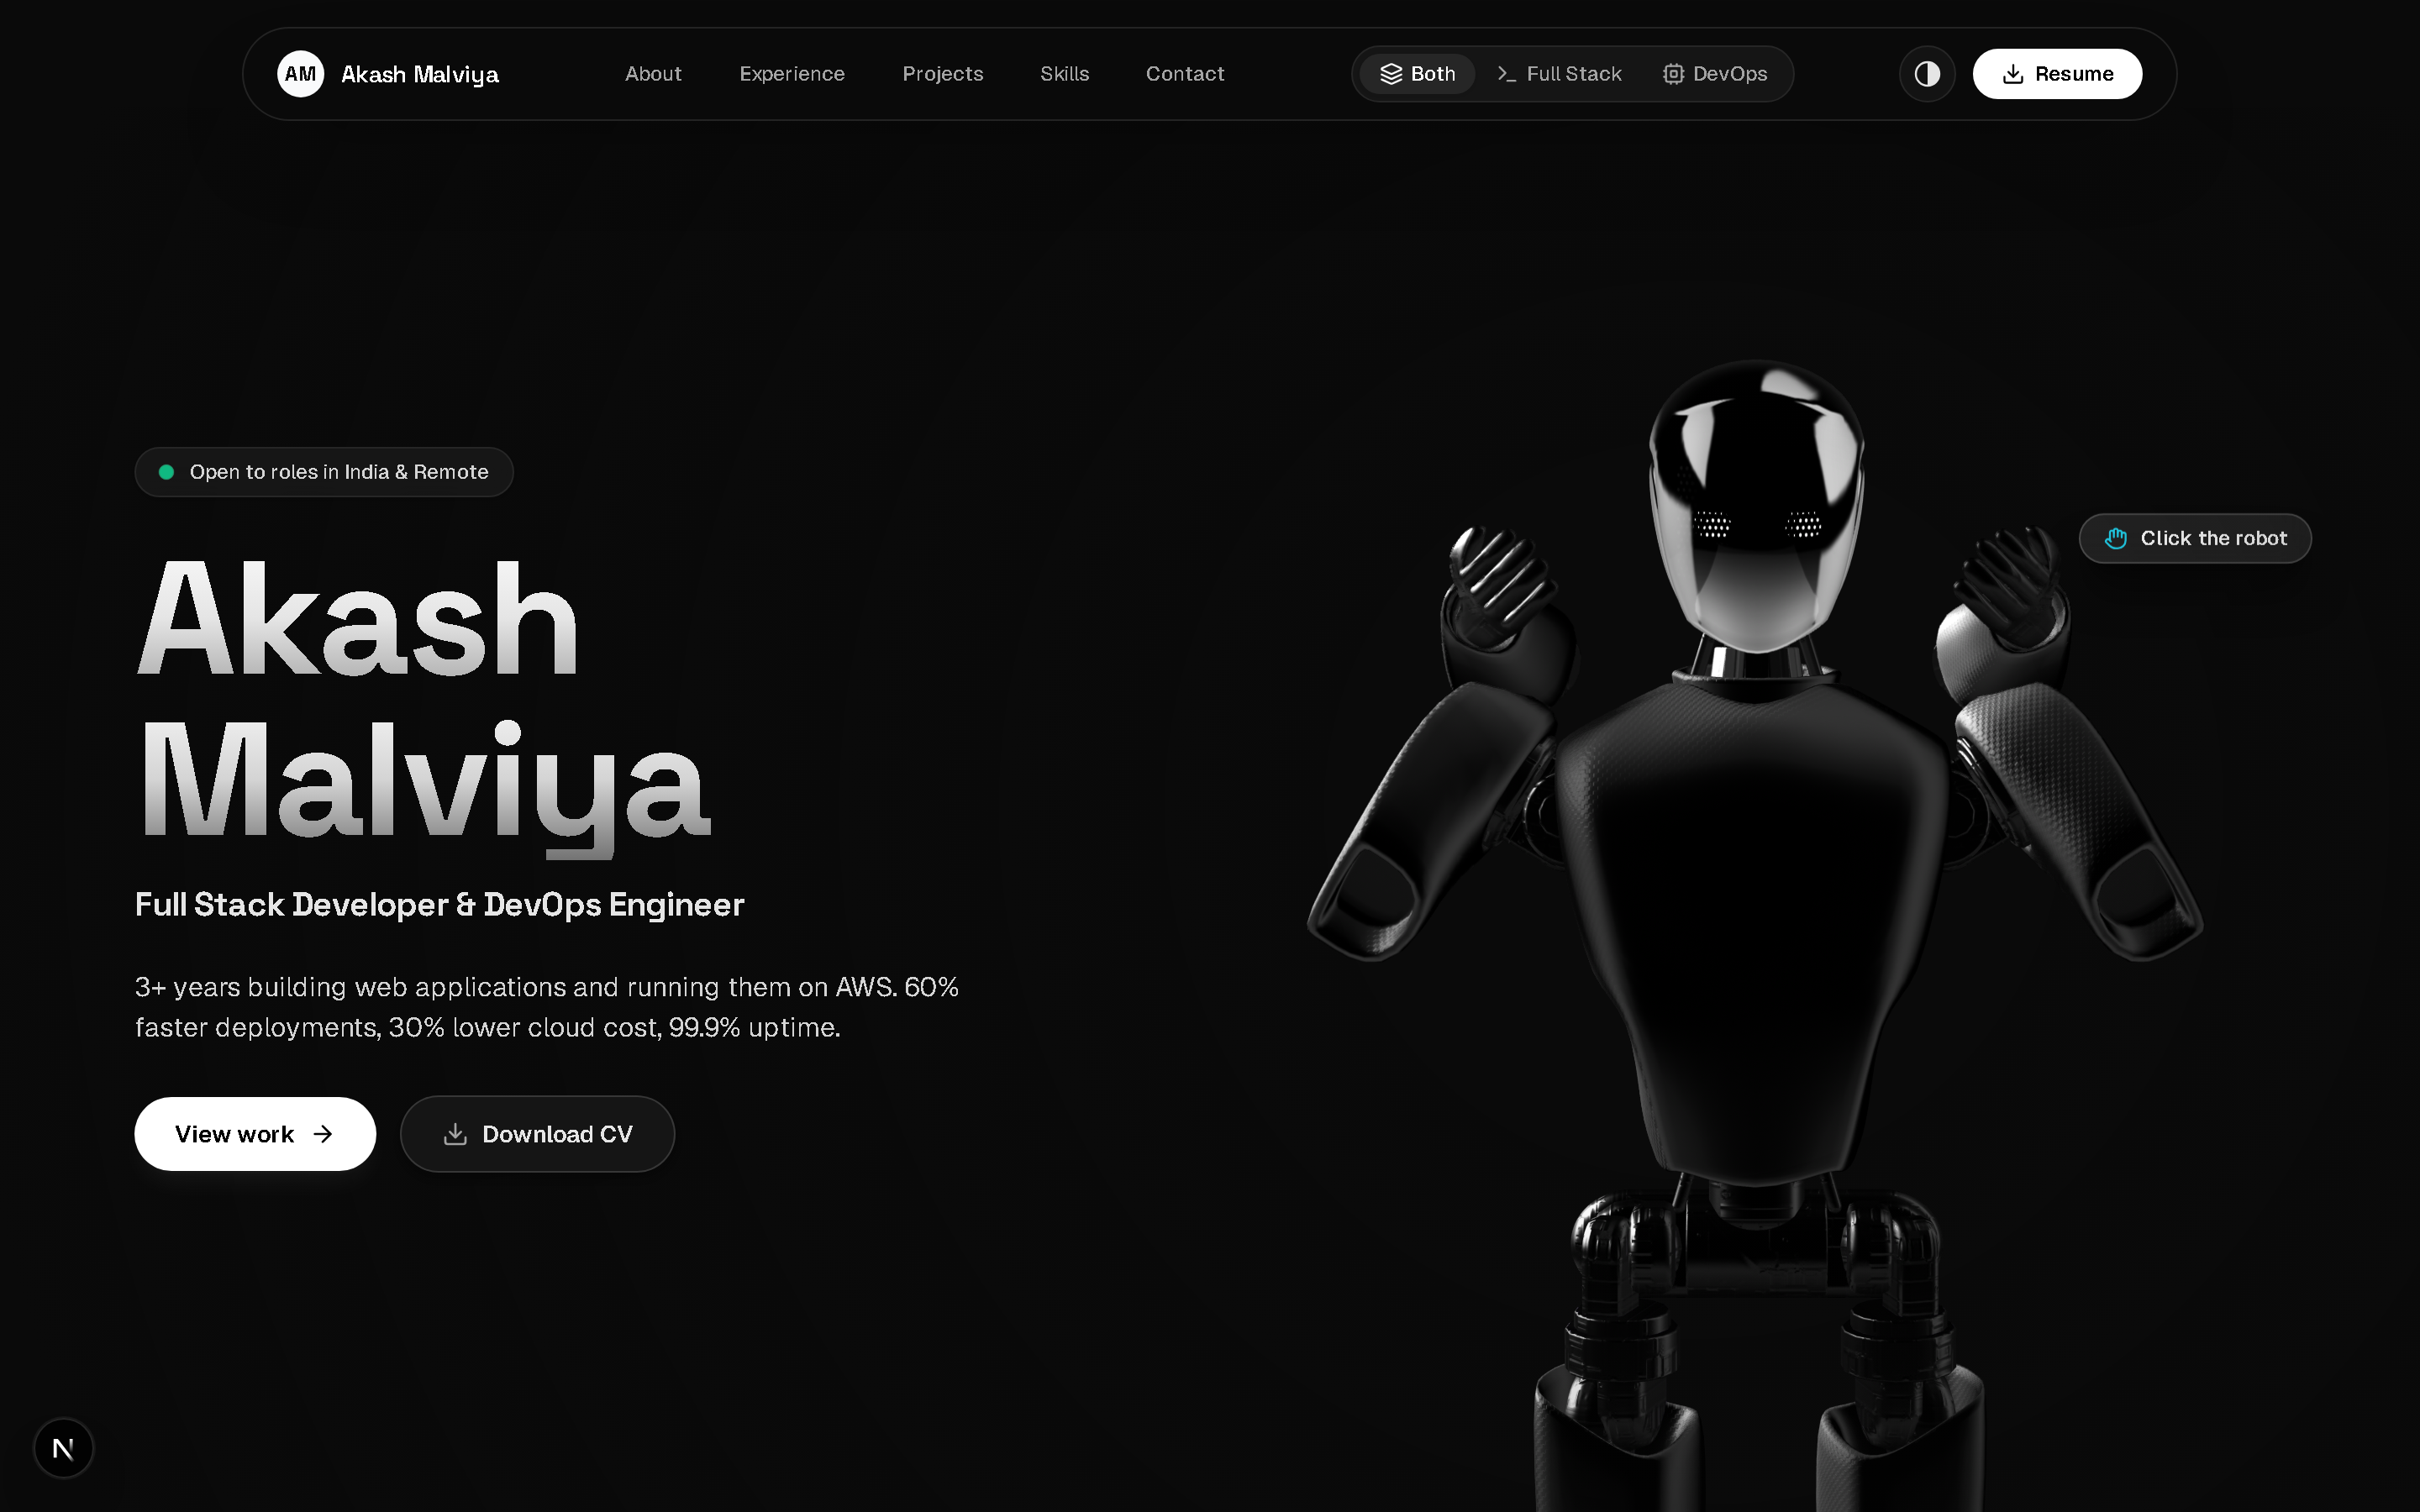 AM Akash Malviya About Experience Projects Skills Contact Both Full Stack DevOps Resume
Open to roles in India & Remote
Click the robot
Akash
Malviya
Full Stack Developer & DevOps Engineer
3+ years building web applications and running them on AWS. 60%
faster deployments, 30% lower cloud cost, 99.9% uptime.
View work Download CV
N